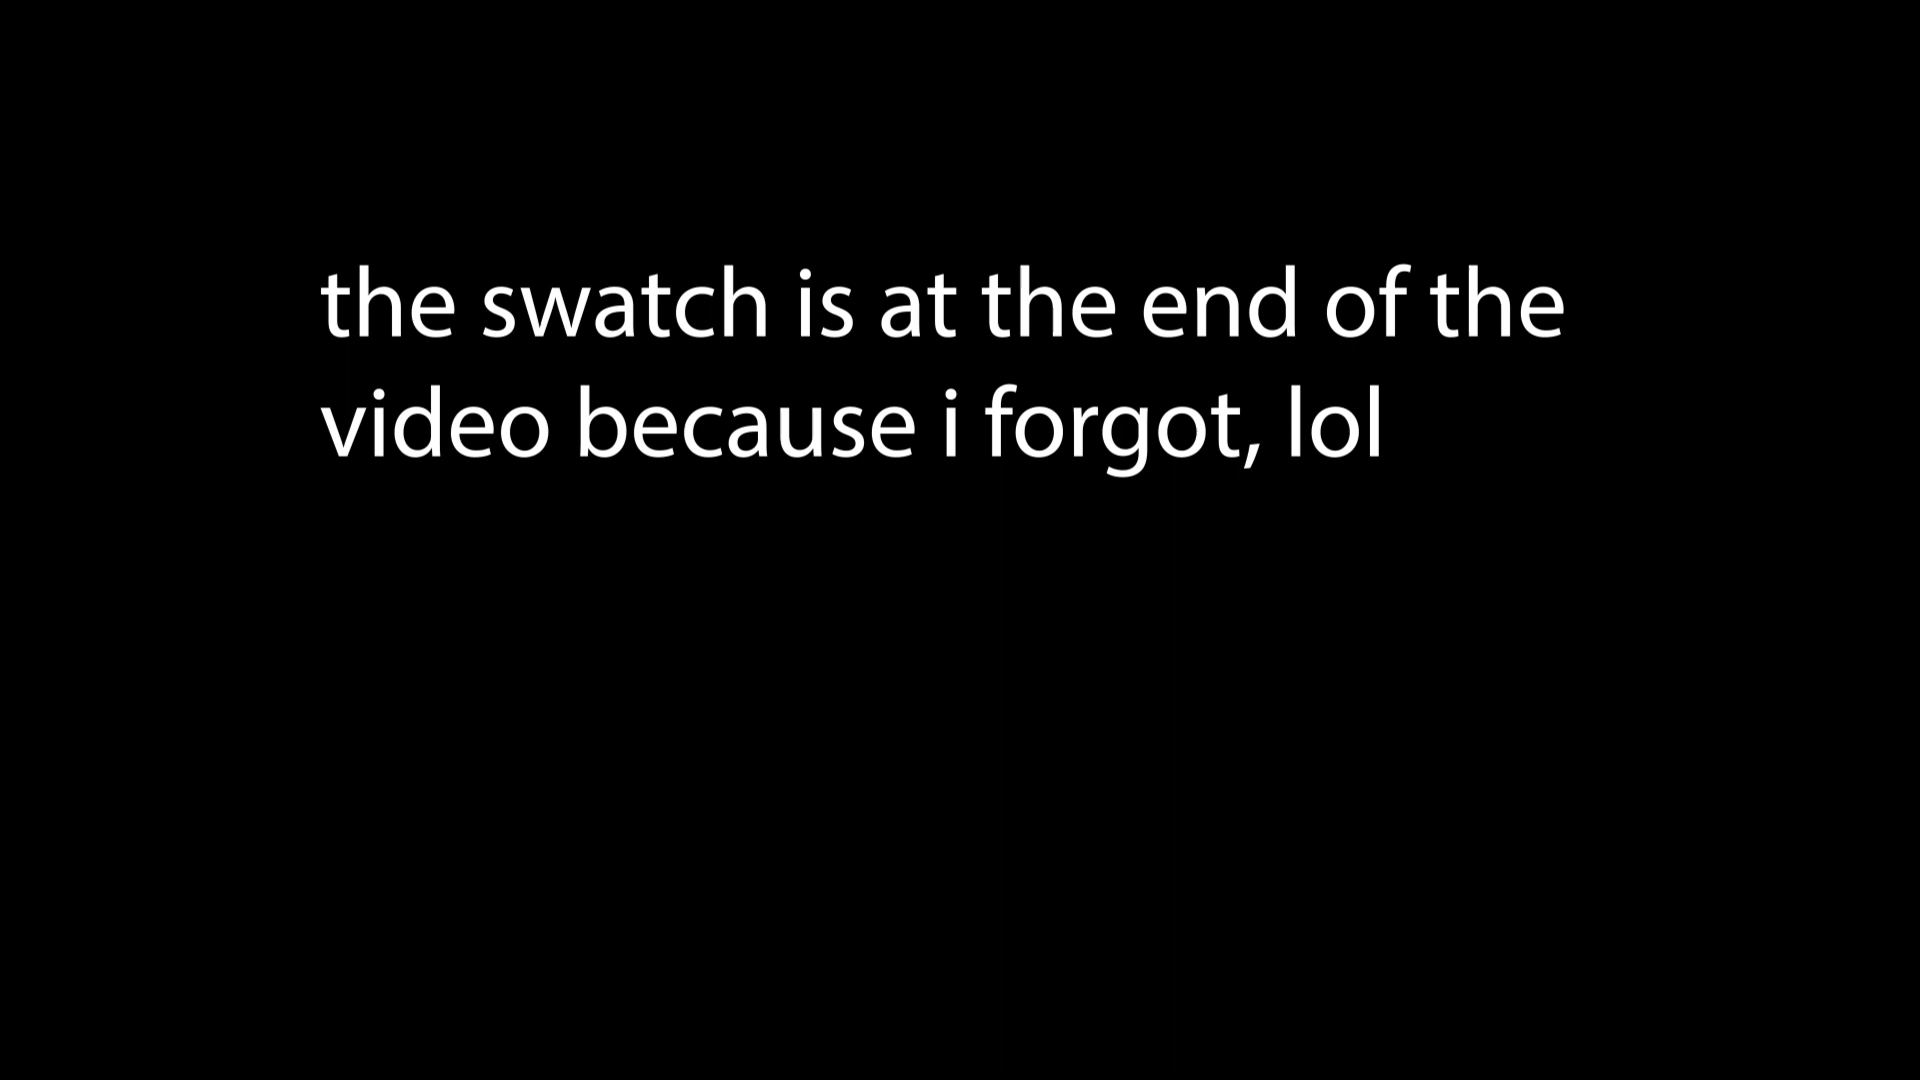 the swatch is at the end of the
video because i forgot, lol